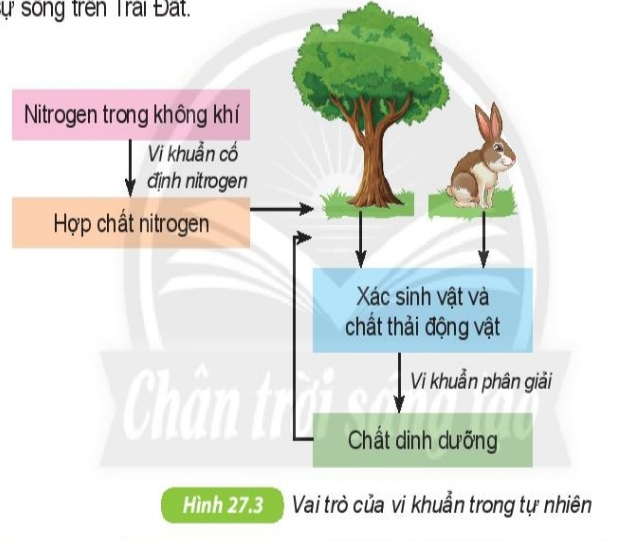 sự sống trên Trái Đất.
Nitrogen trong không khí
Vi khuẩn cố
định nitrogen
Hợp chất nitrogen
Xác sinh vật và
chất thải động vật
Vi khuẩn phân giải
Chất dinh dưỡng
Chân trời sáng tạo
Hình 27.3 Vai trò của vi khuẩn trong tự nhiên